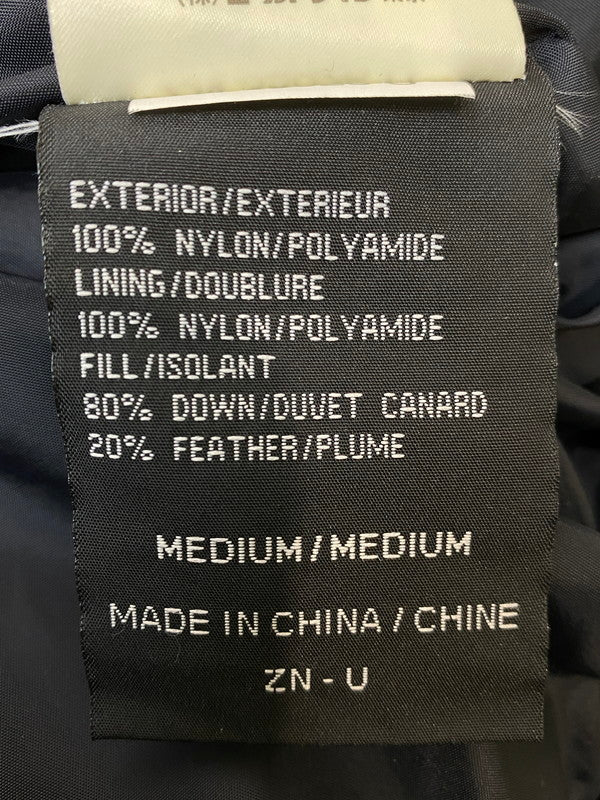 EXTERIOR/EXTERIEUR
100% NYLON/POLYAMIDE
LINING/DOUBLURE
100% NYLON/POLYAMIDE
FILL/ISOLANT
80% DOWN/DUVET CANARD
20% FEATHER/PLUME
MEDIUM/MEDIUM
MADE IN CHINA/CHINE
ZN-U